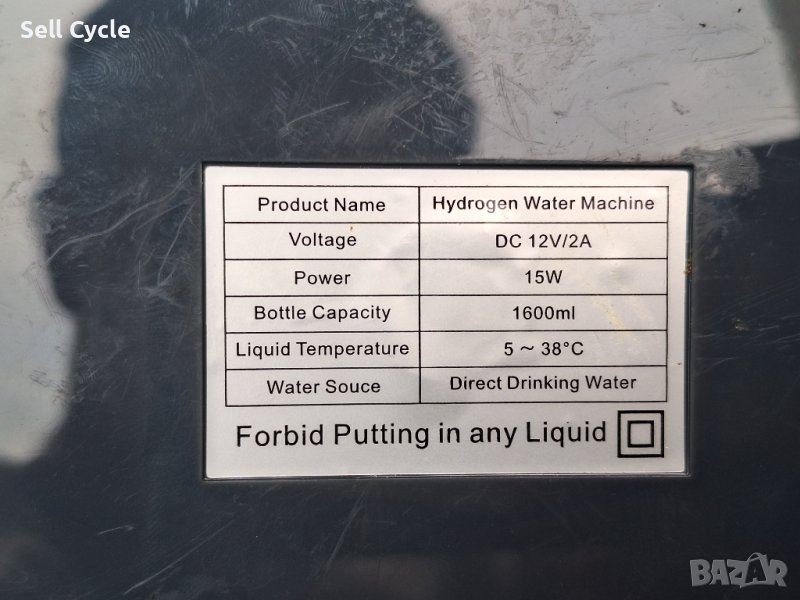 Sell Cycle
Product Name Hydrogen Water Machine
Voltage DC 12V/2A
Power 15W
Bottle Capacity 1600ml
Liquid Temperature 5 ~ 38°C
Water Souce Direct Drinking Water
Forbid Putting in any Liquid
BAZAR